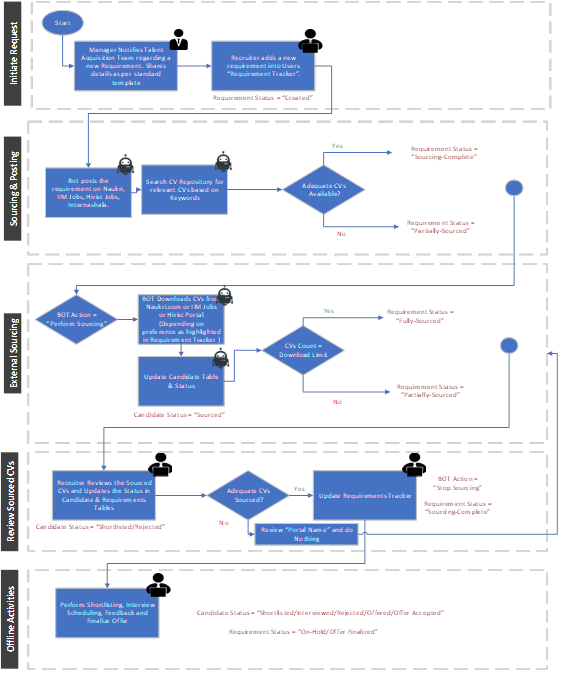 Initiate Request
Start
Manager Notifies Talent
Acquisition Team regarding a
new Requirement. Shares
details as per standard
template
Recruiter adds a new
requirement into Users
“Requirement Tracker”.
Requirement Status = “Created”
Sourcing & Posting
Bot posts the
requirement on Naukri,
IIM Jobs, Hirist Jobs,
Internashala.
Search CV Repository for
relevant CVs based on
Keywords
Adequate CVs
Available?
Yes
Requirement Status =
“Sourcing-Complete”
No
Requirement Status =
“Partially-Sourced”
External Sourcing
BOT Action =
“Perform Sourcing”
BOT Downloads CVs from
Naukri.com or IIM Jobs
or Hirist Portal
(Depending on
preference as highlighted
in Requirement Tracker )
Update Candidate Table
& Status
Candidate Status = “Sourced”
CVs Count =
Download Limit
Yes
Requirement Status =
“Fully-Sourced”
No
Requirement Status =
“Partially-Sourced”
Review Sourced CVs
Recruiter Reviews the Sourced
CVs and Updates the Status in
Candidate & Requirements
Tables
Candidate Status = “Shortlisted/Rejected”
Adequate CVs
Sourced?
Yes
No
Update Requirements Tracker
Review “Portal Name” and do
Nothing
BOT Action =
“Stop Sourcing”
Requirement Status =
“Sourcing-Complete”
Offline Activities
Perform Shortlisting, Interview
Scheduling, Feedback and
Finalize Offer
Candidate Status = “Shortlisted/Interviewed/Rejected/Offered/Offer Accepted”
Requirement Status = “On-Hold/Offer Finalized”